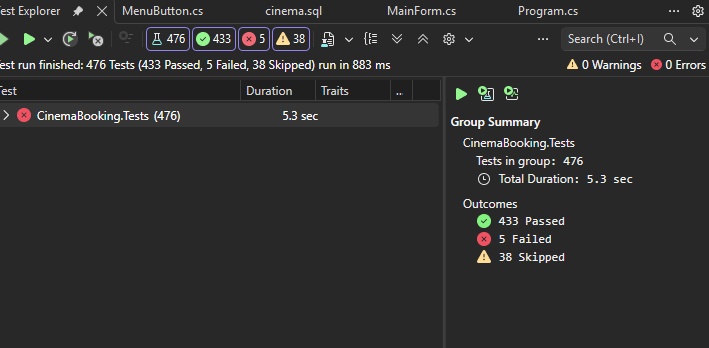 est Explorer MenuButton.cs cinema.sql MainForm.cs Program.cs ...
476 433 5 38 ... Search (Ctrl+I)
est run finished: 476 Tests (433 Passed, 5 Failed, 38 Skipped) run in 883 ms 0 Warnings 0 Errors
est Duration Traits ...
CinemaBooking.Tests (476) 5.3 sec
Group Summary
CinemaBooking.Tests
Tests in group: 476
Total Duration: 5.3 sec
Outcomes
433 Passed
5 Failed
38 Skipped